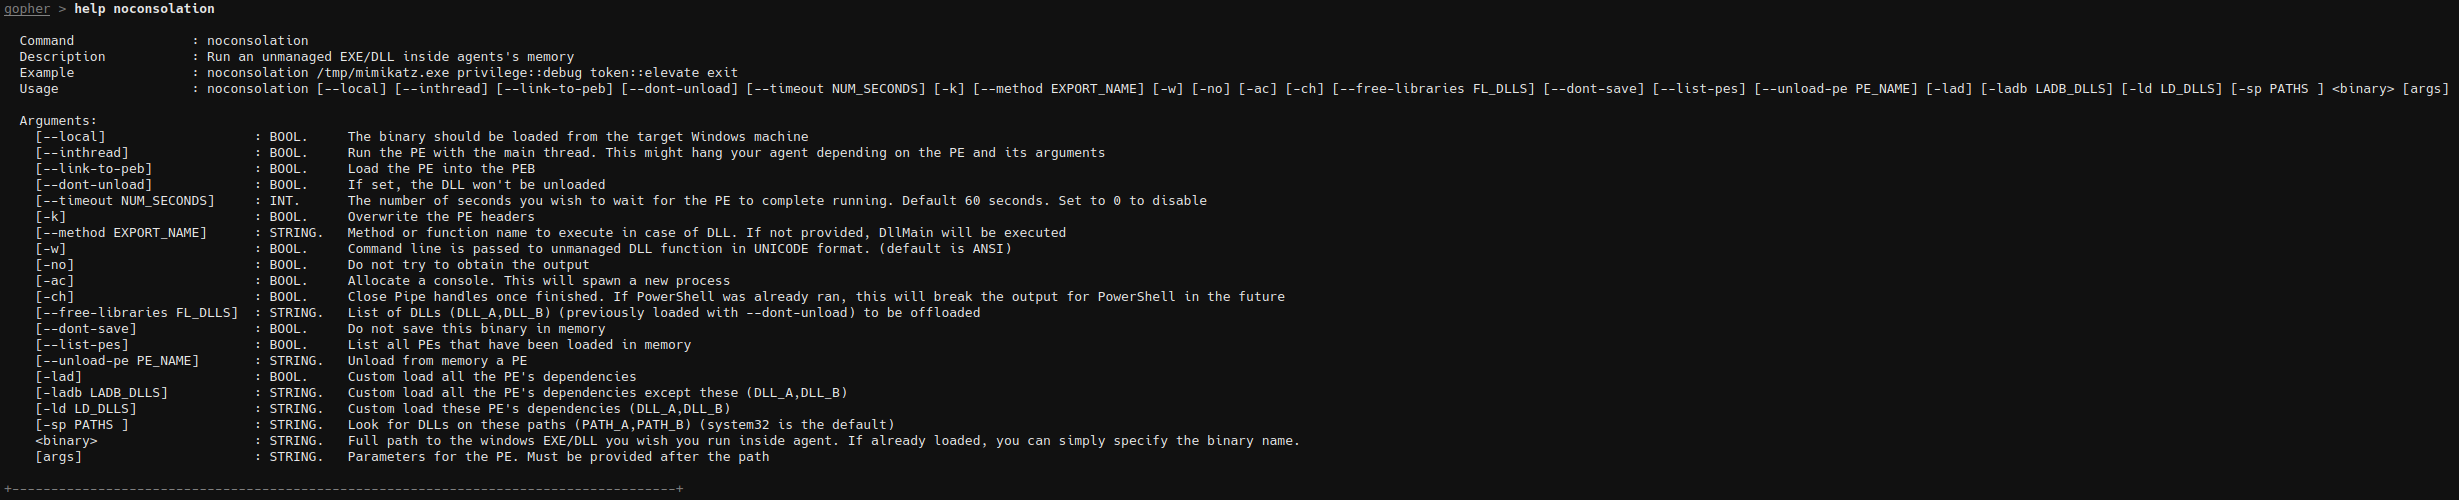 gopher > help noconsolation
Command : noconsolation
Description : Run an unmanaged EXE/DLL inside agents's memory
Example : noconsolation /tmp/mimikatz.exe privilege::debug token::elevate exit
Usage : noconsolation [--local] [--inthread] [--link-to-peb] [--dont-unload] [--timeout NUM_SECONDS] [-k] [--method EXPORT_NAME] [-w] [-no] [-ac] [-ch] [--free-libraries FL_DLLS] [--dont-save] [--list-pes] [--unload-pe PE_NAME] [-lad] [-ladb LADB_DLLS] [-ld LD_DLLS] [-sp PATHS ] <binary> [args]
Arguments:
[--local] : BOOL. The binary should be loaded from the target Windows machine
[--inthread] : BOOL. Run the PE with the main thread. This might hang your agent depending on the PE and its arguments
[--link-to-peb] : BOOL. Load the PE into the PEB
[--dont-unload] : BOOL. If set, the DLL won't be unloaded
[--timeout NUM_SECONDS] : INT. The number of seconds you wish to wait for the PE to complete running. Default 60 seconds. Set to 0 to disable
[-k] : BOOL. Overwrite the PE headers
[--method EXPORT_NAME] : STRING. Method or function name to execute in case of DLL. If not provided, DllMain will be executed
[-w] : BOOL. Command line is passed to unmanaged DLL function in UNICODE format. (default is ANSI)
[-no] : BOOL. Do not try to obtain the output
[-ac] : BOOL. Allocate a console. This will spawn a new process
[-ch] : BOOL. Close Pipe handles once finished. If PowerShell was already ran, this will break the output for PowerShell in the future
[--free-libraries FL_DLLS] : STRING. List of DLLs (DLL_A,DLL_B) (previously loaded with --dont-unload) to be offloaded
[--dont-save] : BOOL. Do not save this binary in memory
[--list-pes] : BOOL. List all PEs that have been loaded in memory
[--unload-pe PE_NAME] : STRING. Unload from memory a PE
[-lad] : BOOL. Custom load all the PE's dependencies
[-ladb LADB_DLLS] : STRING. Custom load all the PE's dependencies except these (DLL_A,DLL_B)
[-ld LD_DLLS] : STRING. Custom load these PE's dependencies (DLL_A,DLL_B)
[-sp PATHS ] : STRING. Look for DLLs on these paths (PATH_A,PATH_B) (system32 is the default)
<binary> : STRING. Full path to the windows EXE/DLL you wish you run inside agent. If already loaded, you can simply specify the binary name.
[args] : STRING. Parameters for the PE. Must be provided after the path
+-------------------------------------------------------------------------------------+